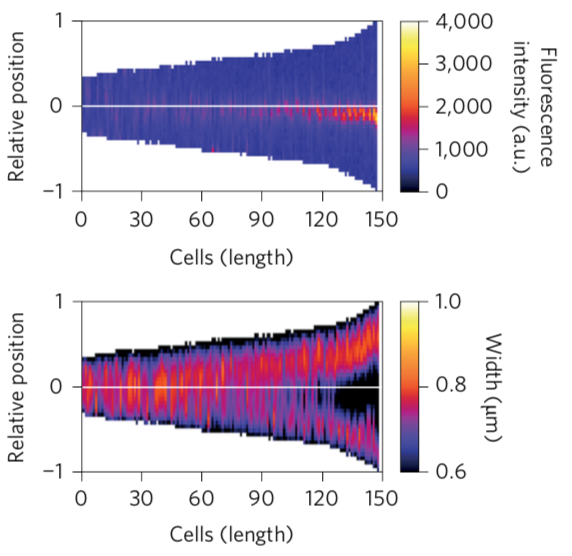 1
0
−1
Relative position
0 30 60 90 120 150
Cells (length)
4,000
3,000
2,000
1,000
0
Fluorescence
intensity (a.u.)
1
0
−1
Relative position
0 30 60 90 120 150
Cells (length)
1.0
0.8
0.6
Width (μm)